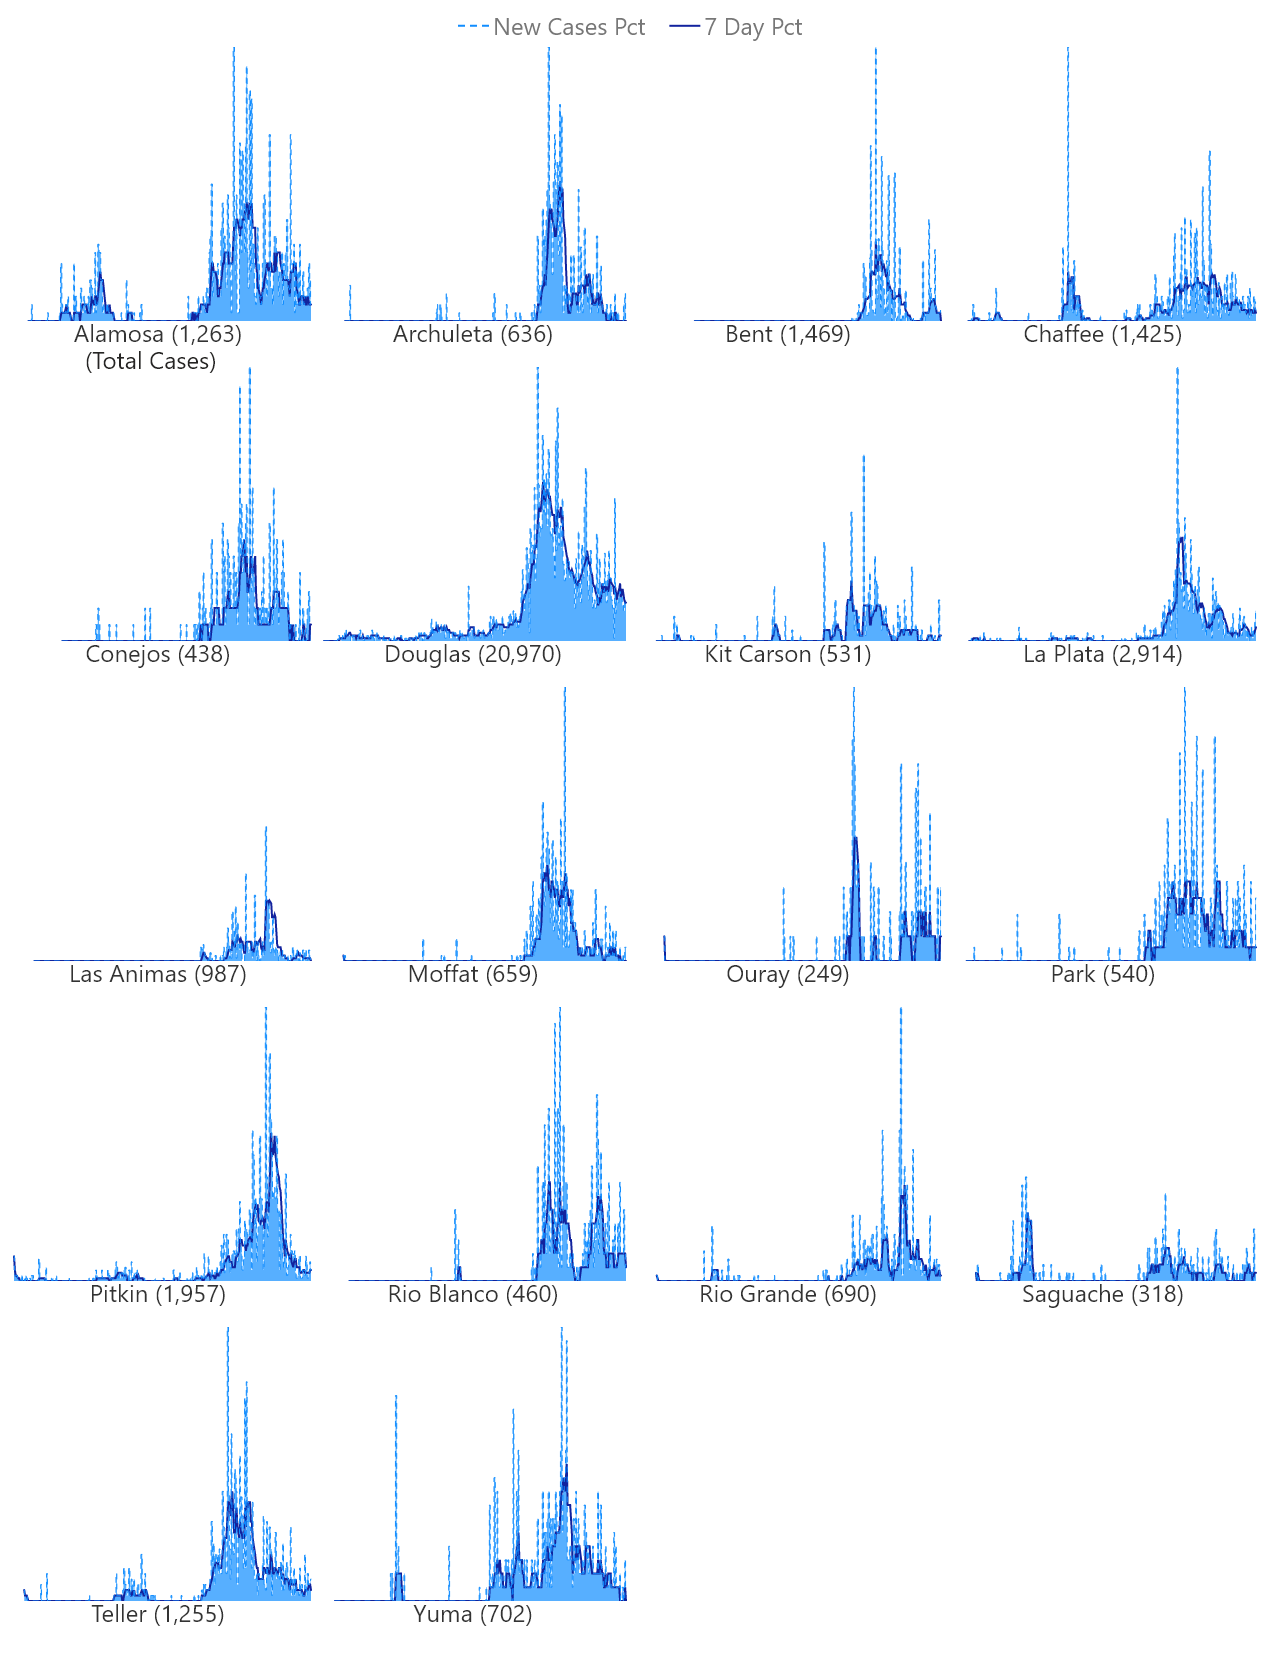 New Cases Pct 7 Day Pct
Alamosa (1,263)
(Total Cases)
Archuleta (636)
Bent (1,469)
Chaffee (1,425)
Conejos (438)
Douglas (20,970)
Kit Carson (531)
La Plata (2,914)
Las Animas (987)
Moffat (659)
Ouray (249)
Park (540)
Pitkin (1,957)
Rio Blanco (460)
Rio Grande (690)
Saguache (318)
Teller (1,255)
Yuma (702)